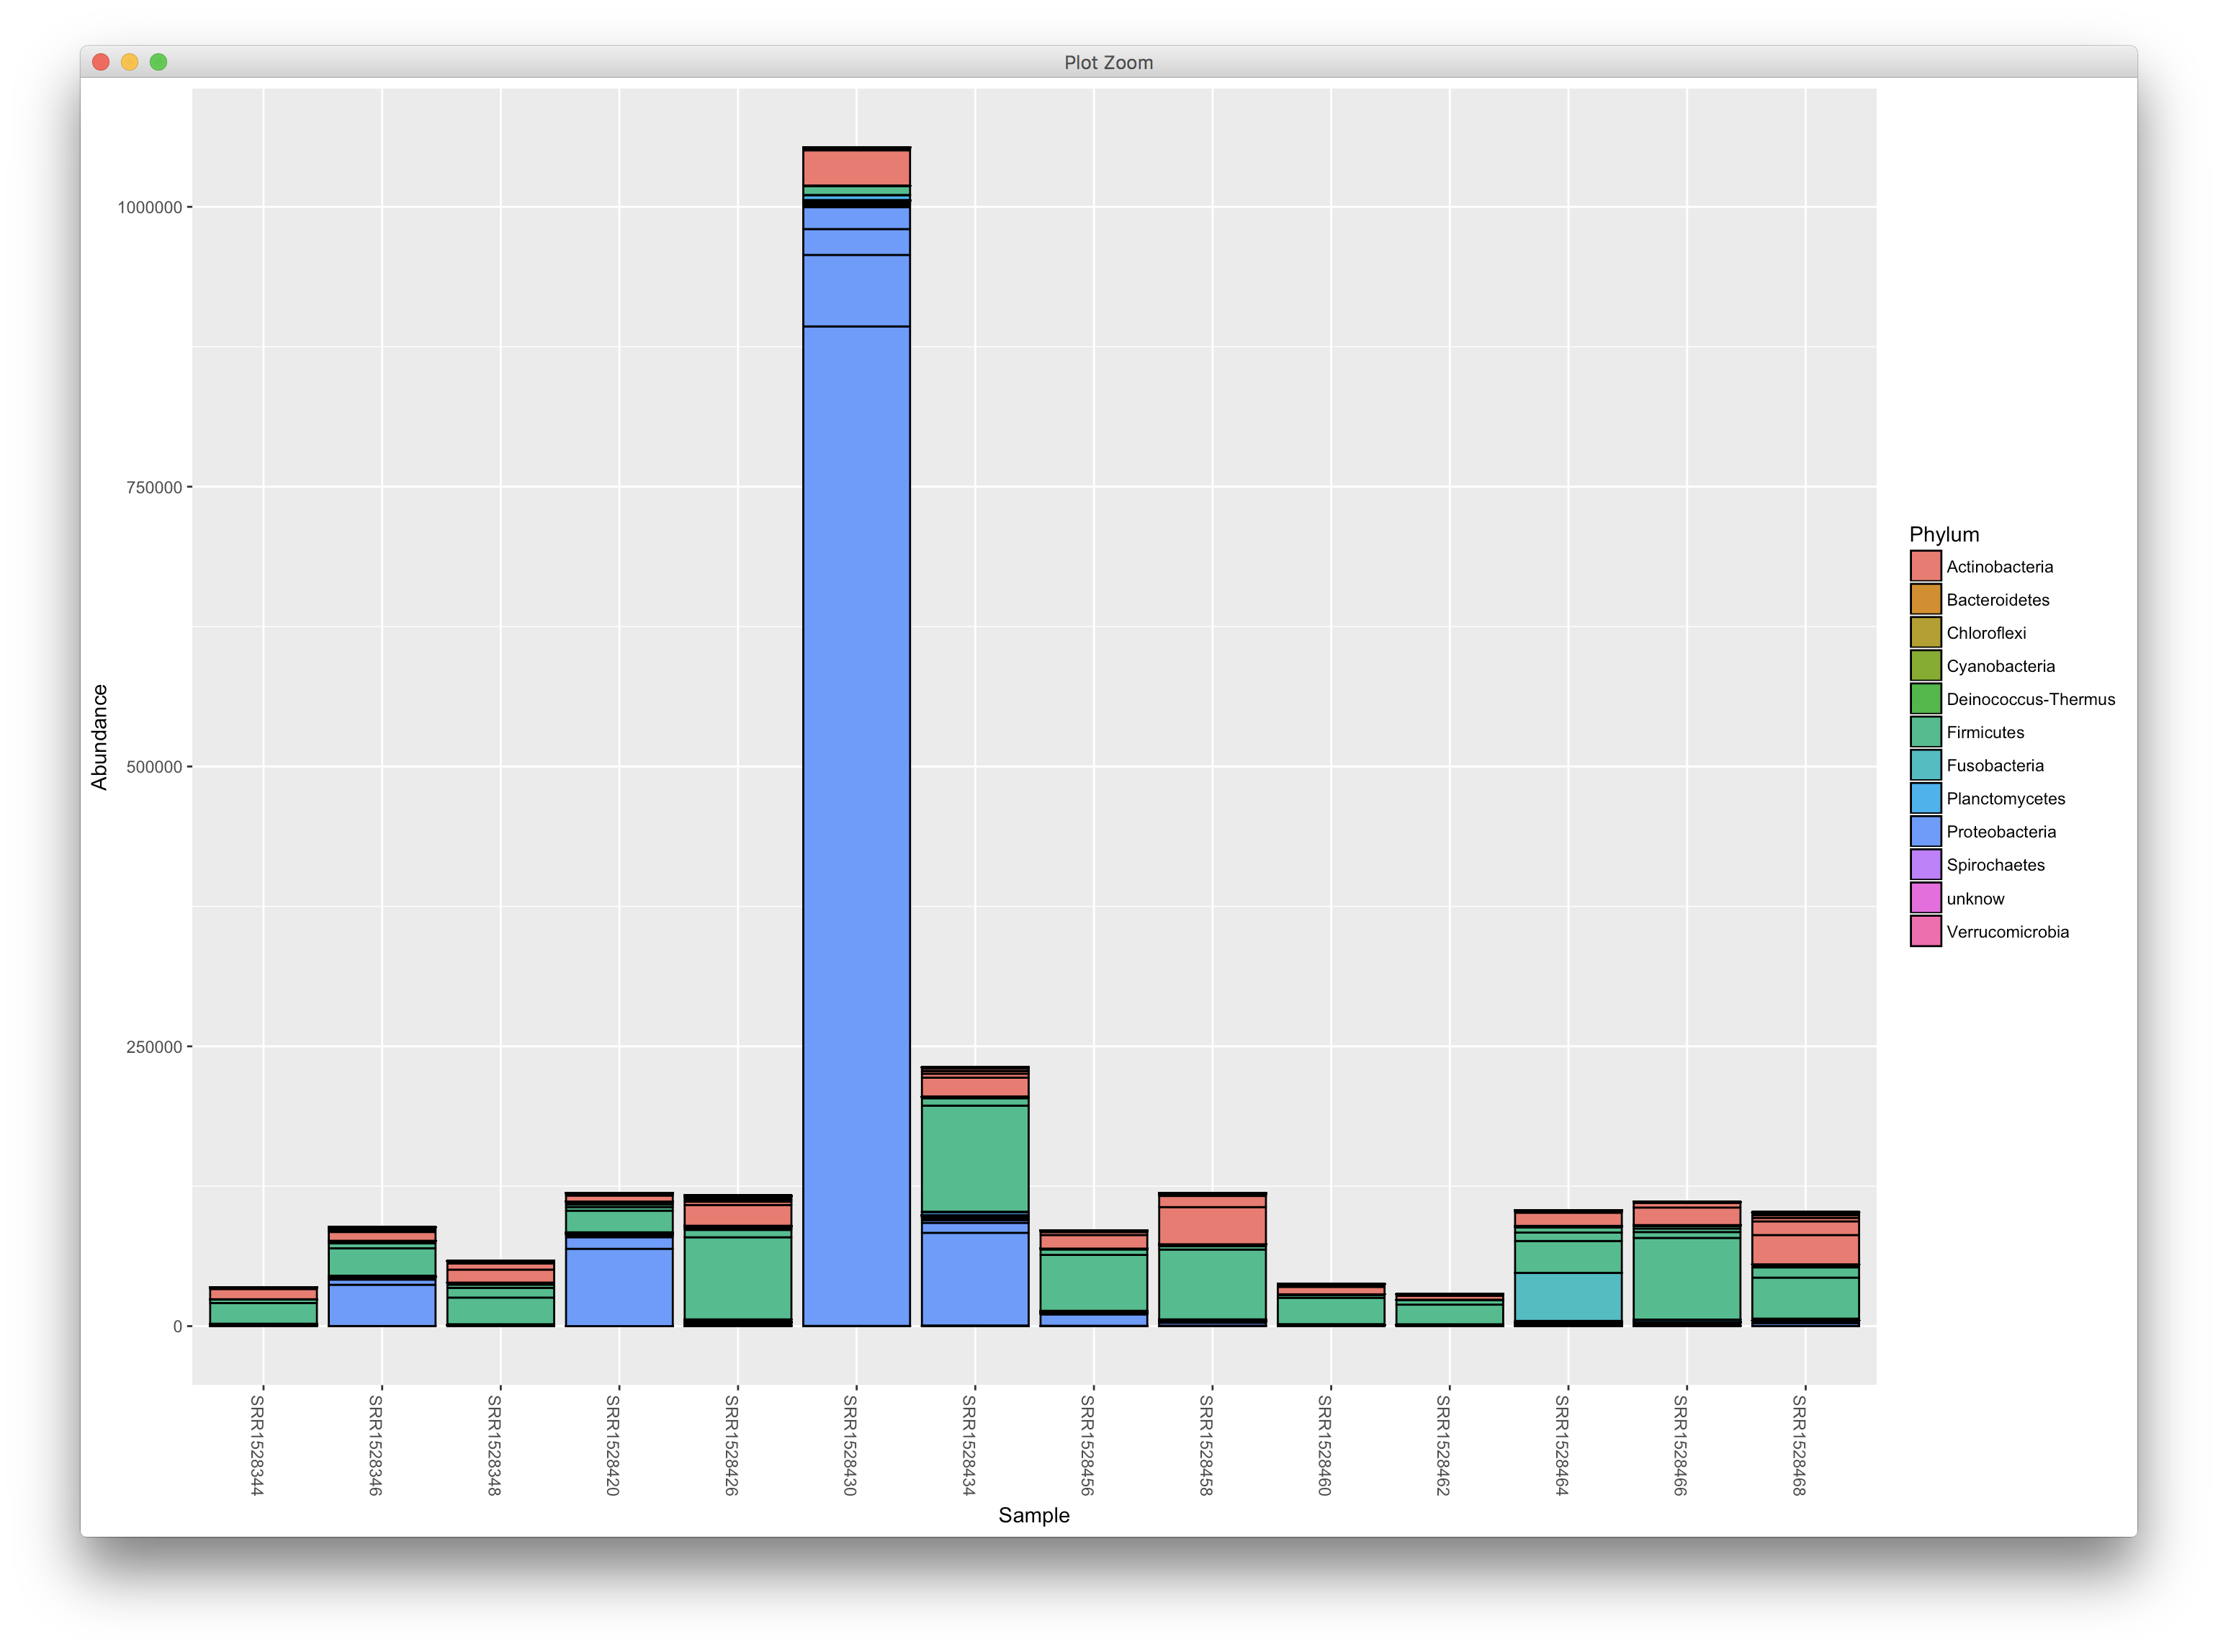 Plot Zoom
1000000
750000
500000
250000
0
Abundance
SRR1528344
SRR1528346
SRR1528348
SRR1528420
SRR1528426
SRR1528430
SRR1528434
SRR1528456
SRR1528458
SRR1528460
SRR1528462
SRR1528464
SRR1528466
SRR1528468
Sample
Phylum
Actinobacteria
Bacteroidetes
Chloroflexi
Cyanobacteria
Deinococcus-Thermus
Firmicutes
Fusobacteria
Planctomycetes
Proteobacteria
Spirochaetes
unknow
Verrucomicrobia